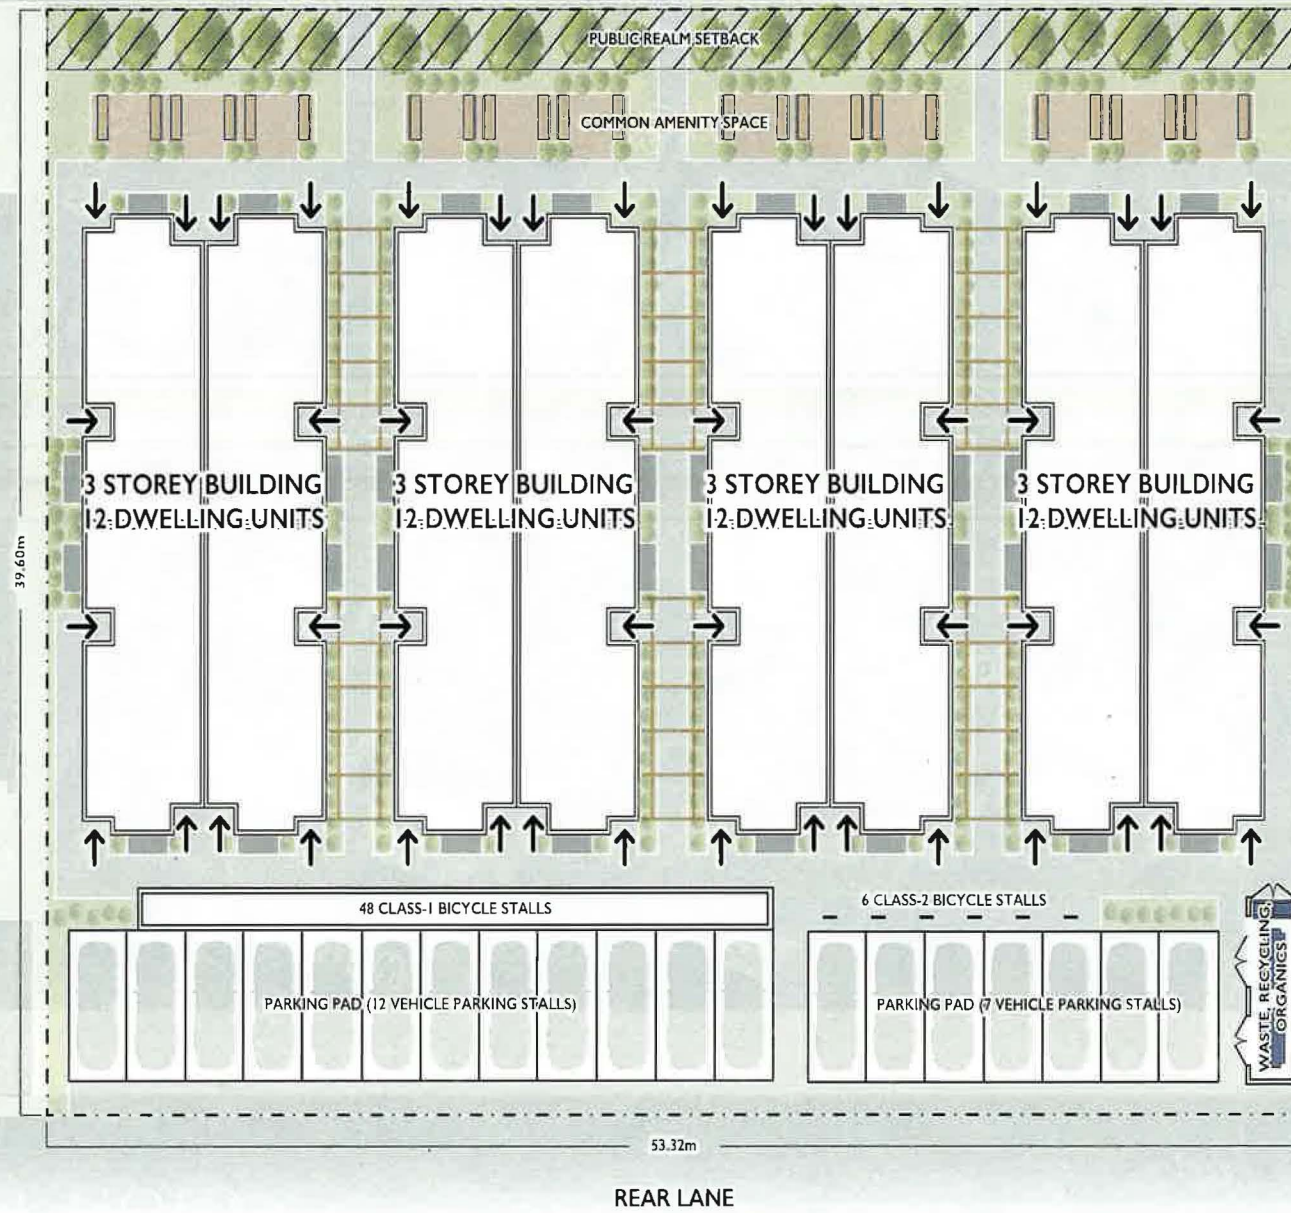 PUBLIC REALM SETBACK
COMMON AMENITY SPACE
3 STOREY BUILDING
12 DWELLING UNITS
3 STOREY BUILDING
12 DWELLING UNITS
3 STOREY BUILDING
12 DWELLING UNITS
3 STOREY BUILDING
12 DWELLING UNITS
39.60m
48 CLASS-1 BICYCLE STALLS
6 CLASS-2 BICYCLE STALLS
PARKING PAD (12 VEHICLE PARKING STALLS)
PARKING PAD (7 VEHICLE PARKING STALLS)
WASTE, RECYCLING,
ORGANICS
53.32m
REAR LANE